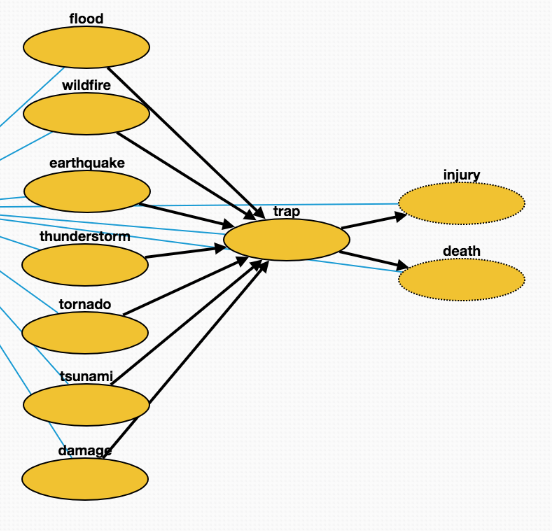 flood
wildfire
earthquake
thunderstorm
tornado
tsunami
damage
trap
injury
death